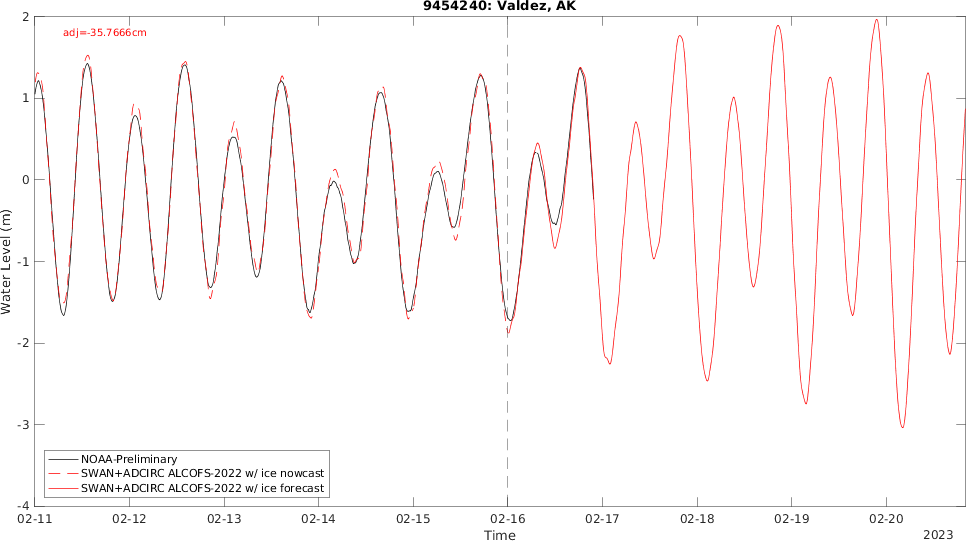 9454240: Valdez, AK
adj=-35.7666cm
2
1
0
-1
-2
-3
-4
Water Level (m)
NOAA-Preliminary
SWAN+ADCIRC ALCOFS-2022 w/ ice nowcast
SWAN+ADCIRC ALCOFS-2022 w/ ice forecast
02-11 02-12 02-13 02-14 02-15 02-16 02-17 02-18 02-19 02-20
Time
2023